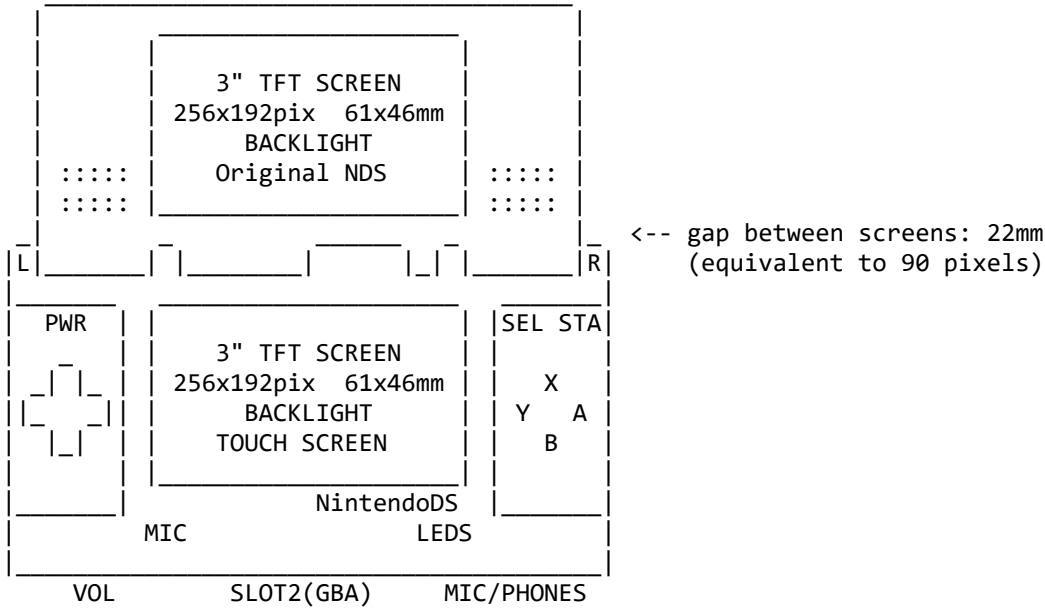 3" TFT SCREEN
256x192pix 61x46mm
BACKLIGHT
::::: Original NDS :::::
::::: :::::
<-- gap between screens: 22mm
L R (equivalent to 90 pixels)
PWR SEL STA
3" TFT SCREEN
256x192pix 61x46mm X
BACKLIGHT Y A
TOUCH SCREEN B
NintendoDS
MIC LEDS
VOL SLOT2(GBA) MIC/PHONES